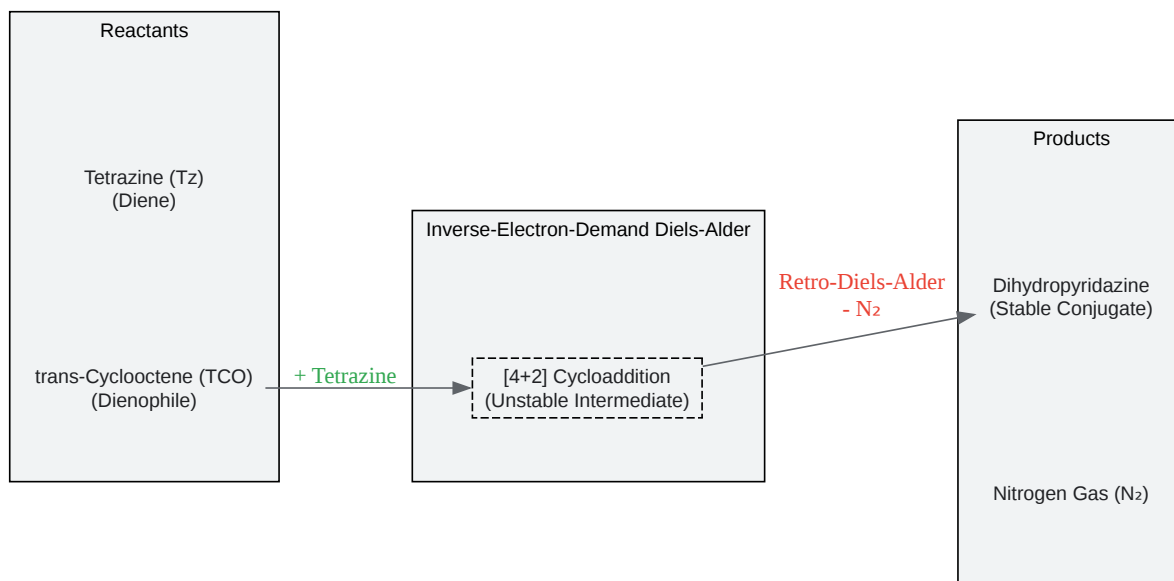 Reactants
Tetrazine (Tz)
(Diene)
trans-Cyclooctene (TCO)
(Dienophile)
+ Tetrazine
Inverse-Electron-Demand Diels-Alder
[4+2] Cycloaddition
(Unstable Intermediate)
Retro-Diels-Alder
- N₂
Products
Dihydropyridazine
(Stable Conjugate)
Nitrogen Gas (N₂)